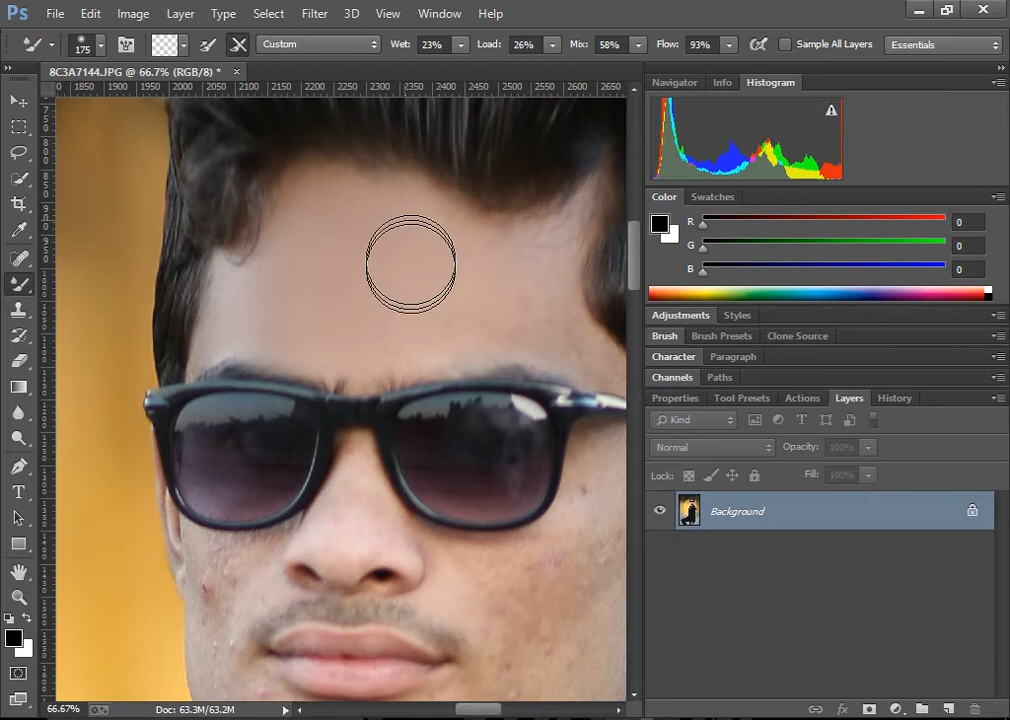 Ps File Edit Image Layer Type Select Filter 3D View Window Help
175 Custom Wet: 23% Load: 26% Mix: 58% Flow: 93% Sample All Layers Essentials
8C3A7144.JPG @ 66.7% (RGB/8) *
0 1850 1900 1950 2000 2050 2100 2150 2200 2250 2300 2350 2400 2450 2500 2550 2600 2650
Navigator Info Histogram
Color Swatches
R 0
G 0
B 0
Adjustments Styles
Brush Brush Presets Clone Source
Character Paragraph
Channels Paths
Properties Tool Presets Actions Layers History
Kind
Normal Opacity: 100%
Lock: Fill: 100%
Background
66.67% Doc: 63.3M/63.2M